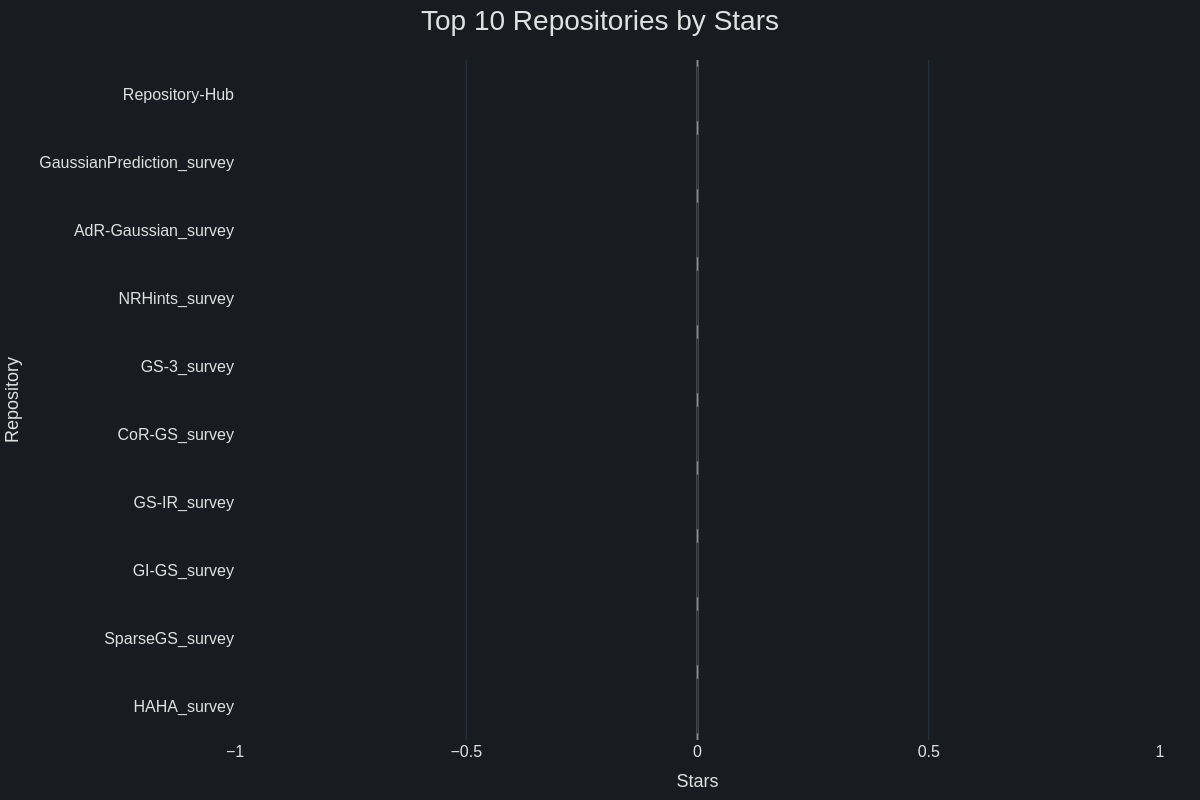 Top 10 Repositories by Stars
Repository
Repository-Hub
GaussianPrediction_survey
AdR-Gaussian_survey
NRHints_survey
GS-3_survey
CoR-GS_survey
GS-IR_survey
GI-GS_survey
SparseGS_survey
HAHA_survey
−1 −0.5 0 0.5 1
Stars